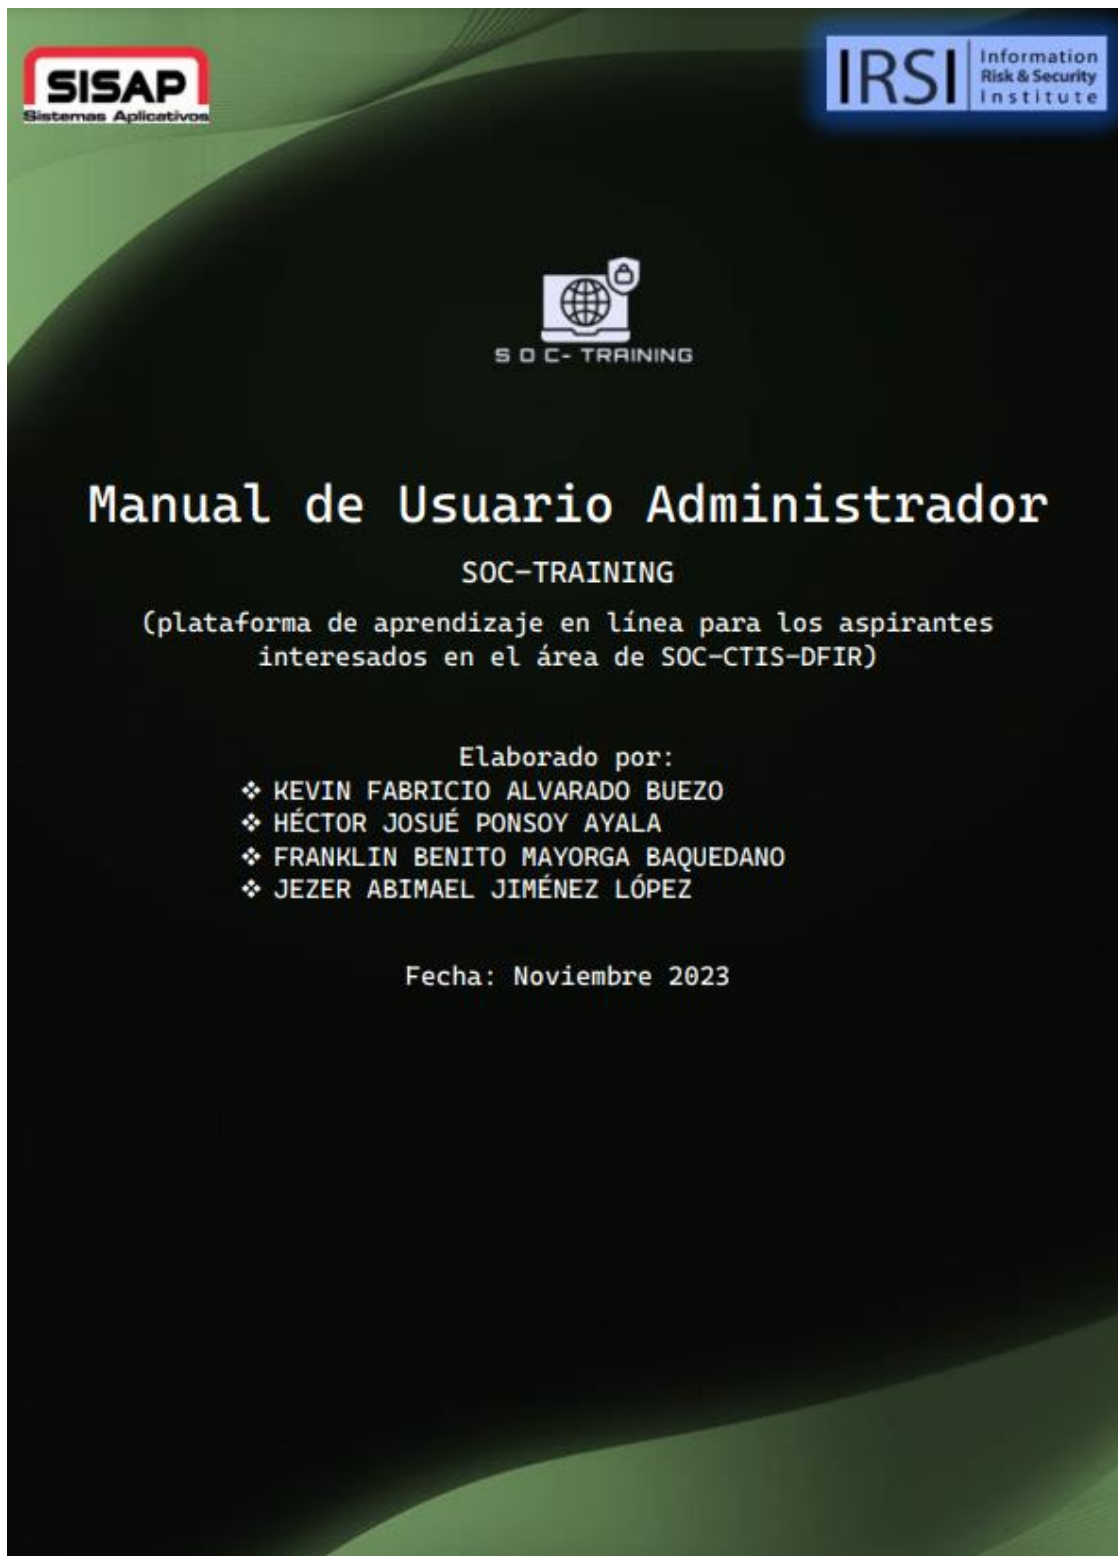 SISAP
Sistemas Aplicativos
IRSI
Information
Risk & Security
Institute
SOC- TRAINING
Manual de Usuario Administrador
SOC-TRAINING
(plataforma de aprendizaje en línea para los aspirantes
interesados en el área de SOC-CTIS-DFIR)
Elaborado por:
❖ KEVIN FABRICIO ALVARADO BUEZO
❖ HÉCTOR JOSUÉ PONSOY AYALA
❖ FRANKLIN BENITO MAYORGA BAQUEDANO
❖ JEZER ABIMAEL JIMÉNEZ LÓPEZ
Fecha: Noviembre 2023